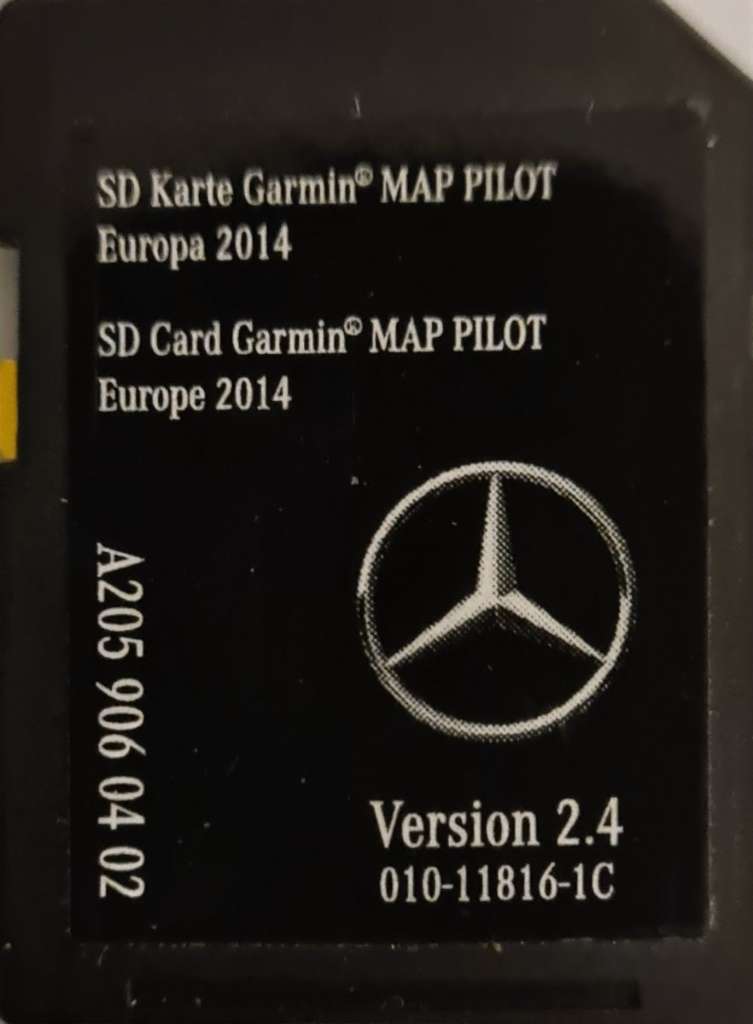 SD Karte Garmin® MAP PILOT
Europa 2014
SD Card Garmin® MAP PILOT
Europe 2014
A205 906 04 02
Version 2.4
010-11816-1C